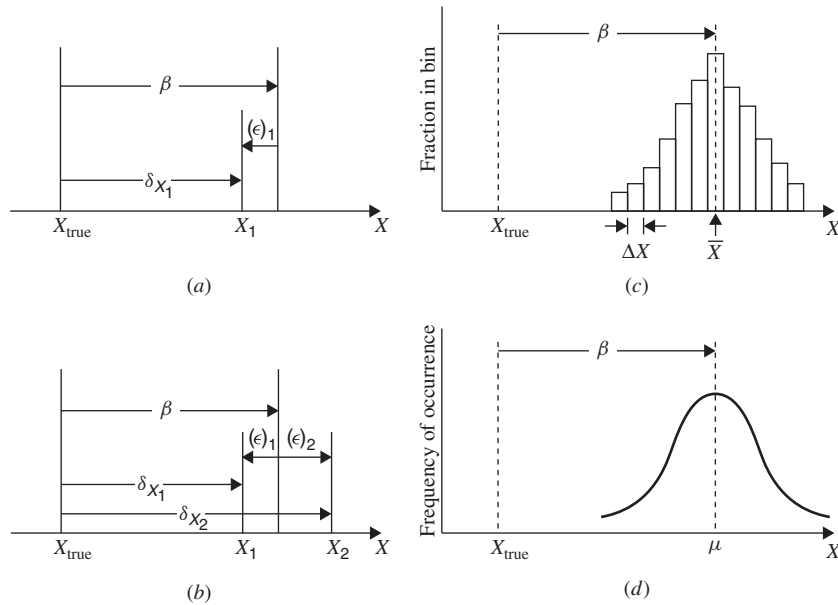 β
(ϵ)₁
δX₁
Xtrue
X₁
X
(a)
Fraction in bin
β
Xtrue
ΔX
X̅
X
(c)
β
(ϵ)₁
(ϵ)₂
δX₁
δX₂
Xtrue
X₁
X₂
X
(b)
Frequency of occurrence
β
Xtrue
μ
X
(d)